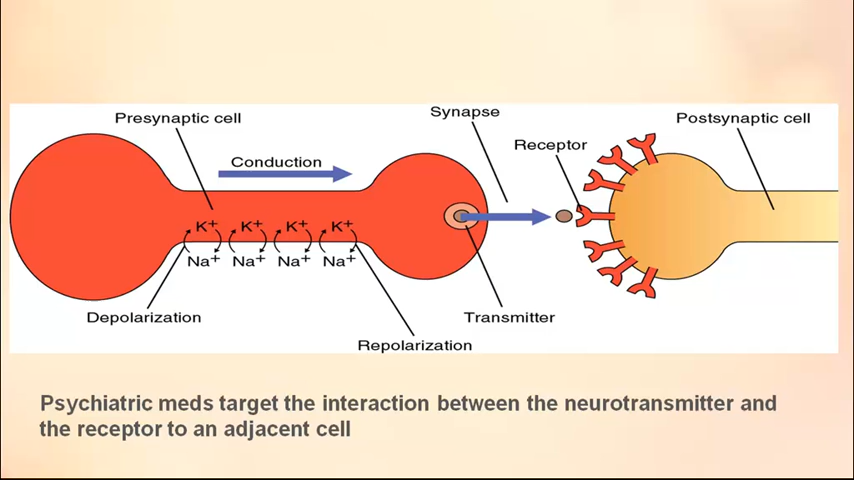 Presynaptic cell
Synapse
Postsynaptic cell
Receptor
Conduction
K+ K+ K+ K+
Na+ Na+ Na+ Na+
Depolarization
Transmitter
Repolarization
Psychiatric meds target the interaction between the neurotransmitter and
the receptor to an adjacent cell